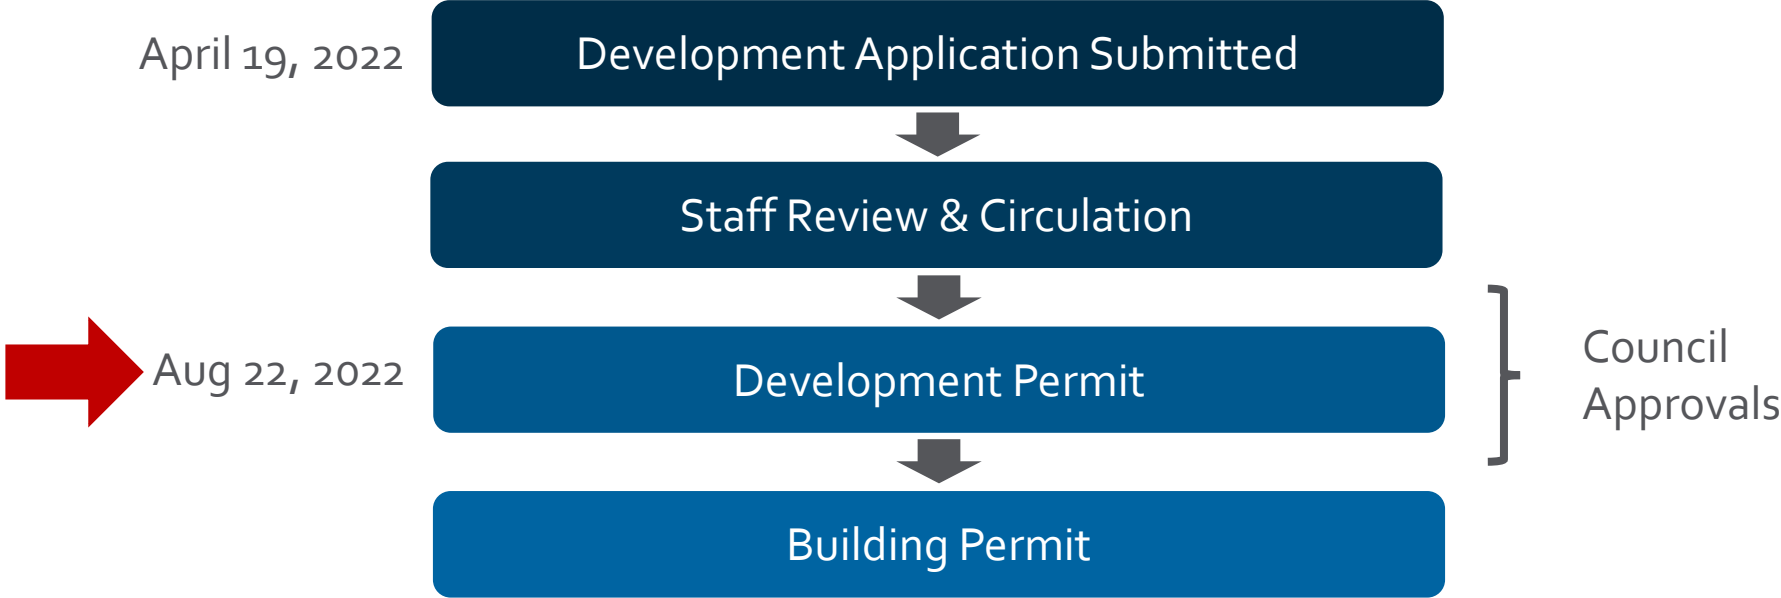 April 19, 2022
Development Application Submitted
Staff Review & Circulation
Aug 22, 2022
Development Permit
Council
Approvals
Building Permit